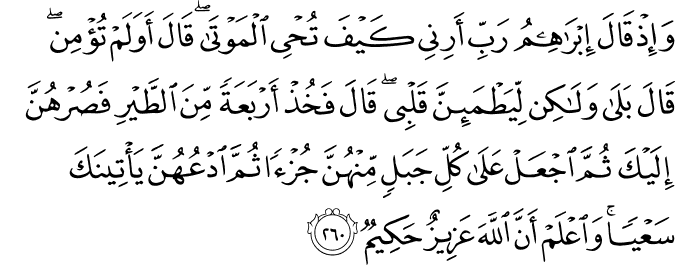 وَإِذۡ قَالَ إِبۡرَٰهِـۧمُ رَبِّ أَرِنِي كَيۡفَ تُحۡيِ ٱلۡمَوۡتَىٰۖ قَالَ أَوَلَمۡ تُؤۡمِنۖ
قَالَ بَلَىٰ وَلَٰكِن لِّيَطۡمَئِنَّ قَلۡبِيۖ قَالَ فَخُذۡ أَرۡبَعَةٗ مِّنَ ٱلطَّيۡرِ فَصُرۡهُنَّ
إِلَيۡكَ ثُمَّ ٱجۡعَلۡ عَلَىٰ كُلِّ جَبَلٖ مِّنۡهُنَّ جُزۡءٗا ثُمَّ ٱدۡعُهُنَّ يَأۡتِينَكَ
سَعۡيٗاۚ وَٱعۡلَمۡ أَنَّ ٱللَّهَ عَزِيزٌ حَكِيمٞ ٢٦٠